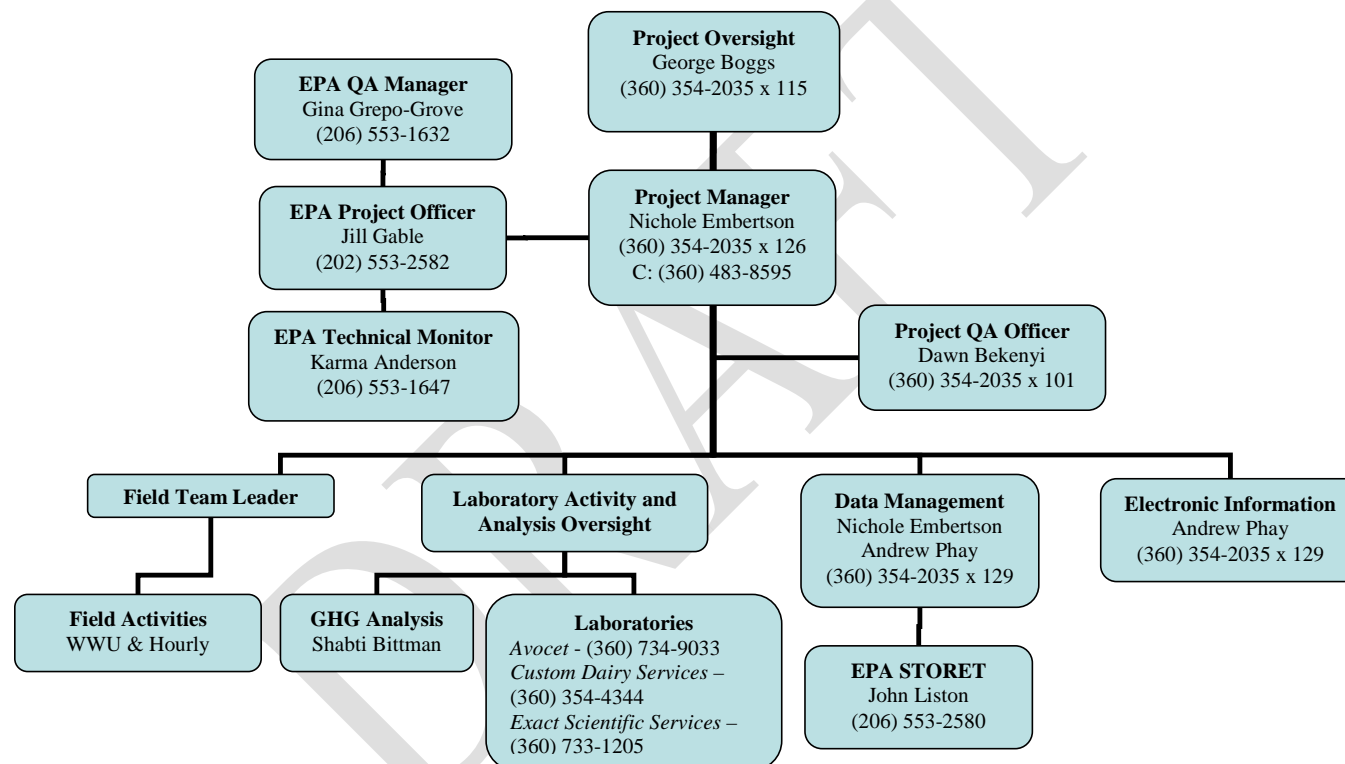 Project Oversight
George Boggs
(360) 354-2035 x 115
EPA QA Manager
Gina Grepo-Grove
(206) 553-1632
Project Manager
Nichole Embertson
(360) 354-2035 x 126
C: (360) 483-8595
EPA Project Officer
Jill Gable
(202) 553-2582
EPA Technical Monitor
Karma Anderson
(206) 553-1647
Project QA Officer
Dawn Bekenyi
(360) 354-2035 x 101
Field Team Leader
Laboratory Activity and
Analysis Oversight
Data Management
Nichole Embertson
Andrew Phay
(360) 354-2035 x 129
Electronic Information
Andrew Phay
(360) 354-2035 x 129
Field Activities
WWU & Hourly
GHG Analysis
Shabti Bittman
Laboratories
Avocet - (360) 734-9033
Custom Dairy Services –
(360) 354-4344
Exact Scientific Services –
(360) 733-1205
EPA STORET
John Liston
(206) 553-2580
DRAFT